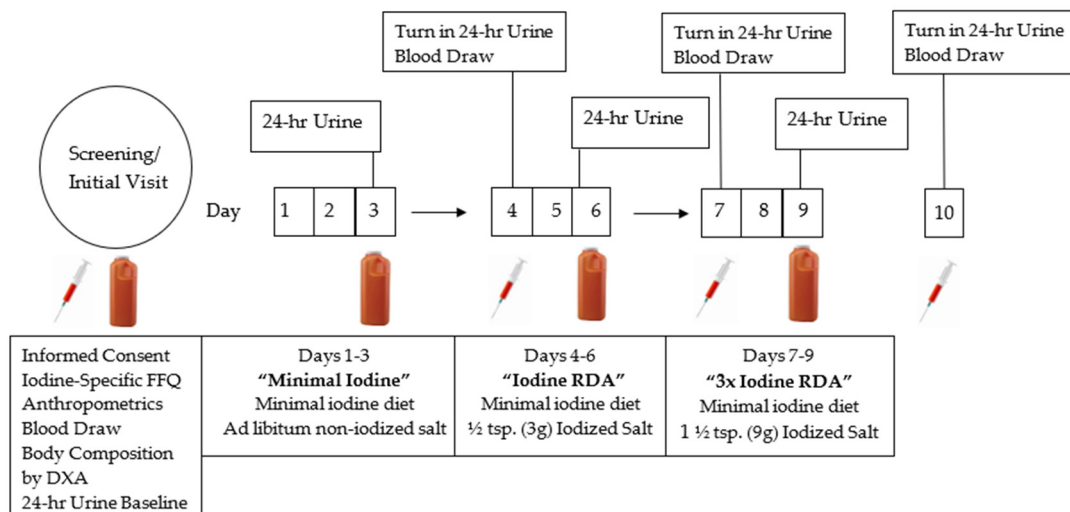 Turn in 24-hr Urine
Blood Draw
Turn in 24-hr Urine
Blood Draw
Turn in 24-hr Urine
Blood Draw
24-hr Urine
24-hr Urine
24-hr Urine
Screening/
Initial Visit
Day
1 2 3
4 5 6
7 8 9
10
Informed Consent
Iodine-Specific FFQ
Anthropometrics
Blood Draw
Body Composition
by DXA
24-hr Urine Baseline
Days 1-3
“Minimal Iodine”
Minimal iodine diet
Ad libitum non-iodized salt
Days 4-6
“Iodine RDA”
Minimal iodine diet
½ tsp. (3g) Iodized Salt
Days 7-9
“3x Iodine RDA”
Minimal iodine diet
1 ½ tsp. (9g) Iodized Salt